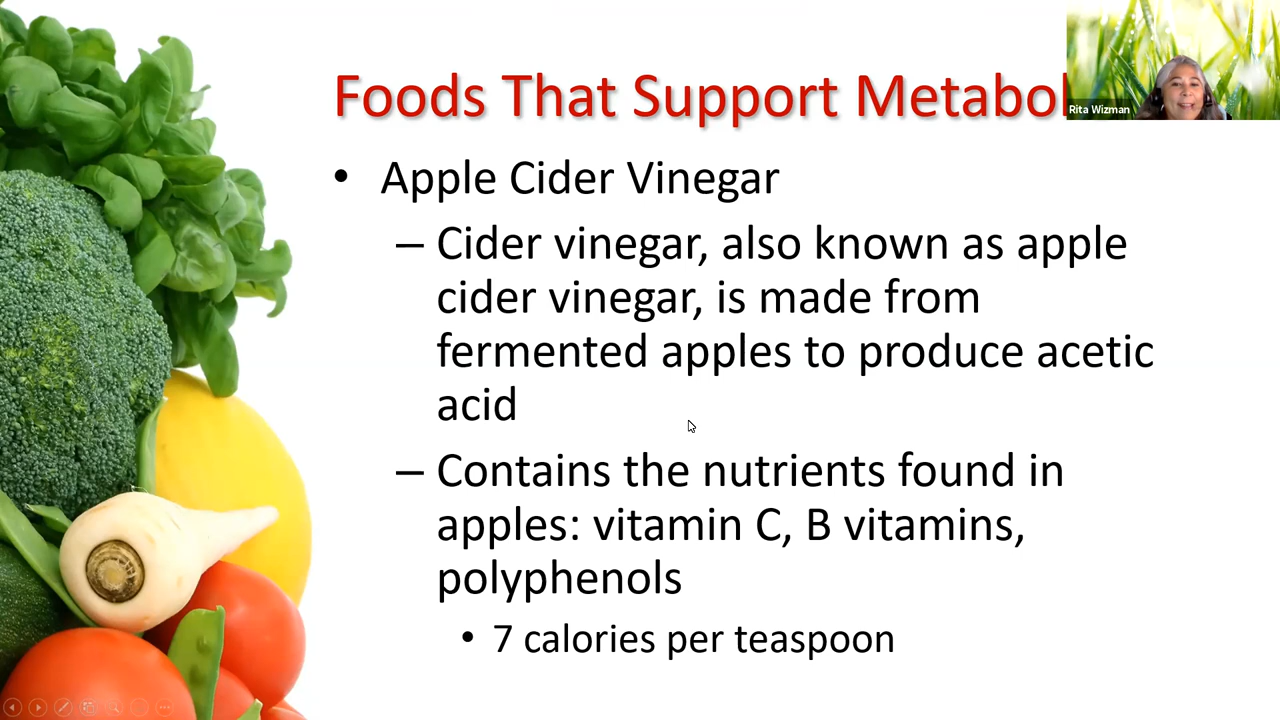 Foods That Support Metabol
Rita Wizman
• Apple Cider Vinegar
– Cider vinegar, also known as apple
cider vinegar, is made from
fermented apples to produce acetic
acid
– Contains the nutrients found in
apples: vitamin C, B vitamins,
polyphenols
• 7 calories per teaspoon